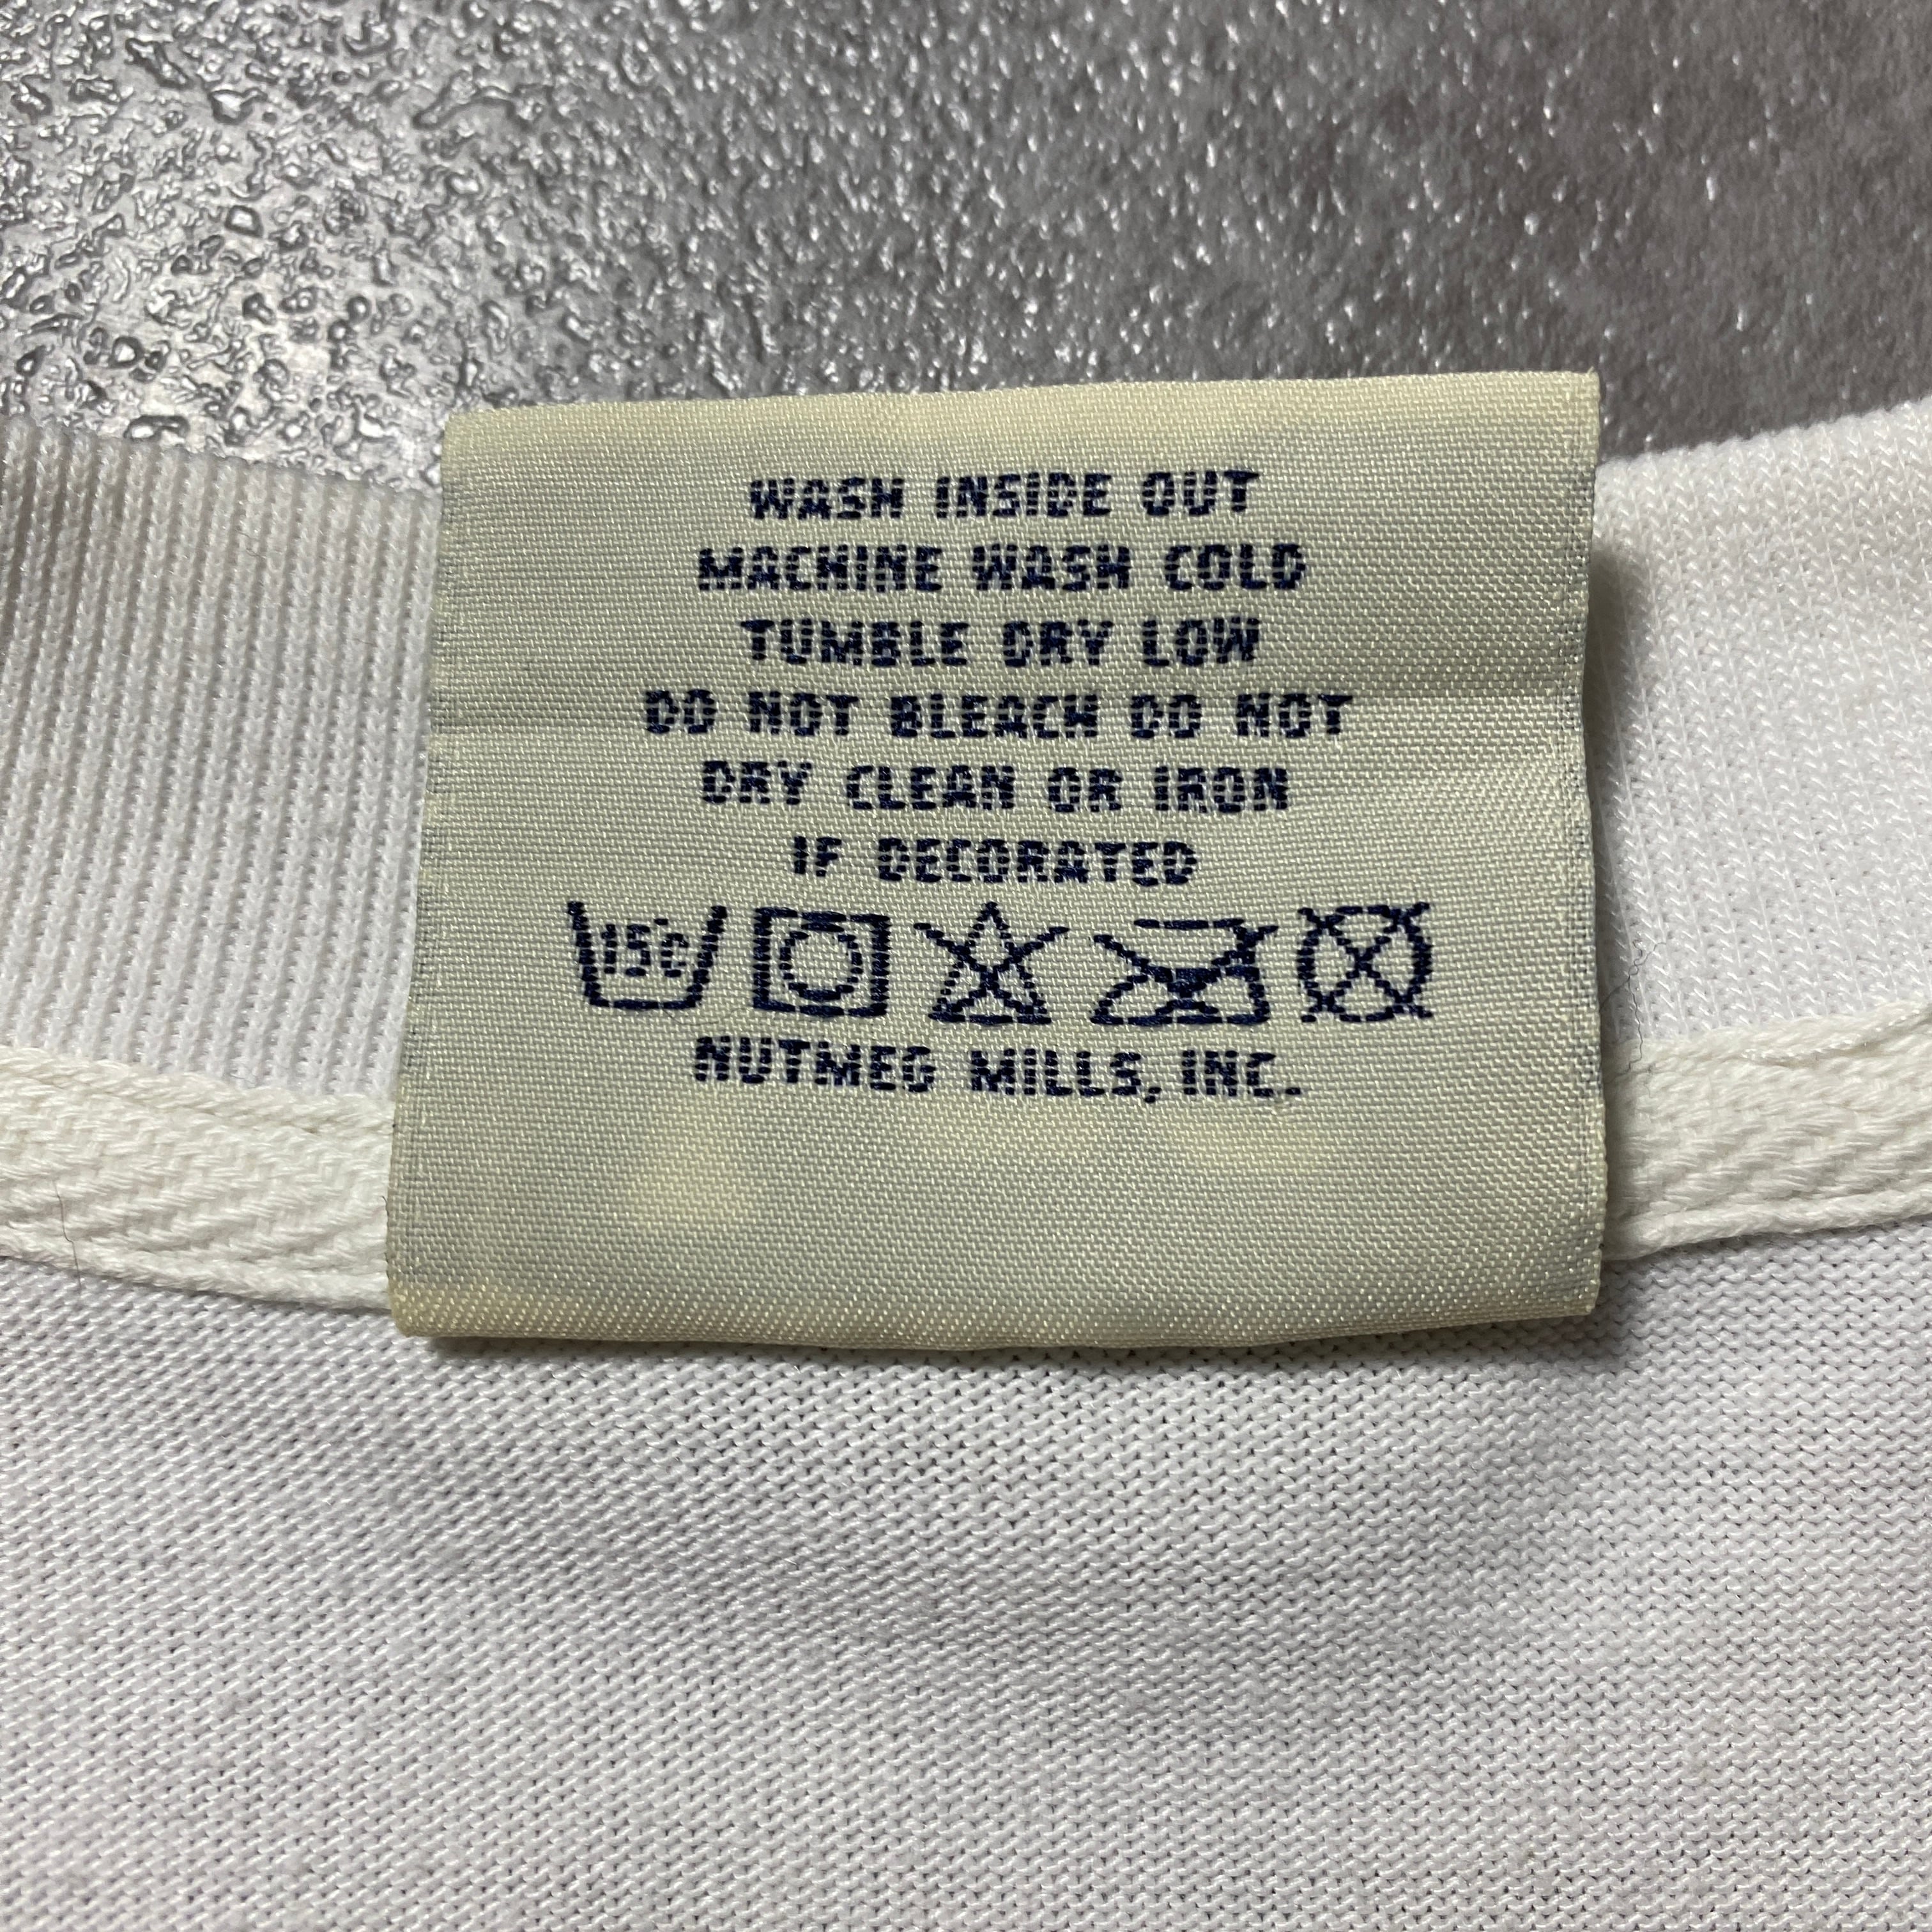 WASH INSIDE OUT
MACHINE WASH COLD
TUMBLE DRY LOW
DO NOT BLEACH DO NOT
DRY CLEAN OR IRON
IF DECORATED
15C
NUTMEG MILLS, INC.